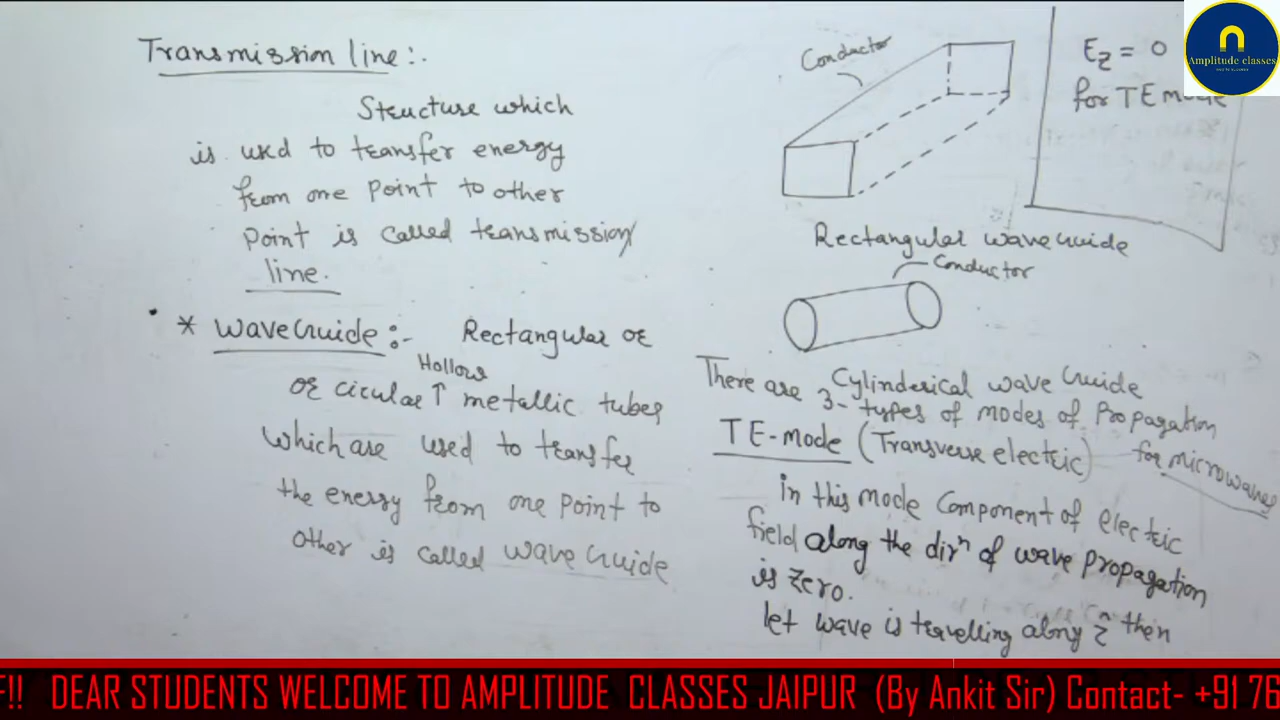 Transmission line:-
Structure which
is used to transfer energy
from one point to other
point is called transmission
line.
* WaveGuide :- Rectangular or
Hollow
or ciculae ↑ metallic tubes
which are used to transfer
the energy from one point to
other is called wave Guide
Conductor
Rectangular wave Guide
Conductor
Cylinderical wave Guide
There are 3- types of modes of Propagation
for microwaves
TE-mode (Transverse electric)
in this mode Component of electric
field along the dirⁿ of wave propagation
is zero.
let wave is travelling along ẑ then
E_z = 0
for TE mode
Amplitude classes
F!! DEAR STUDENTS WELCOME TO AMPLITUDE CLASSES JAIPUR (By Ankit Sir) Contact- +91 76